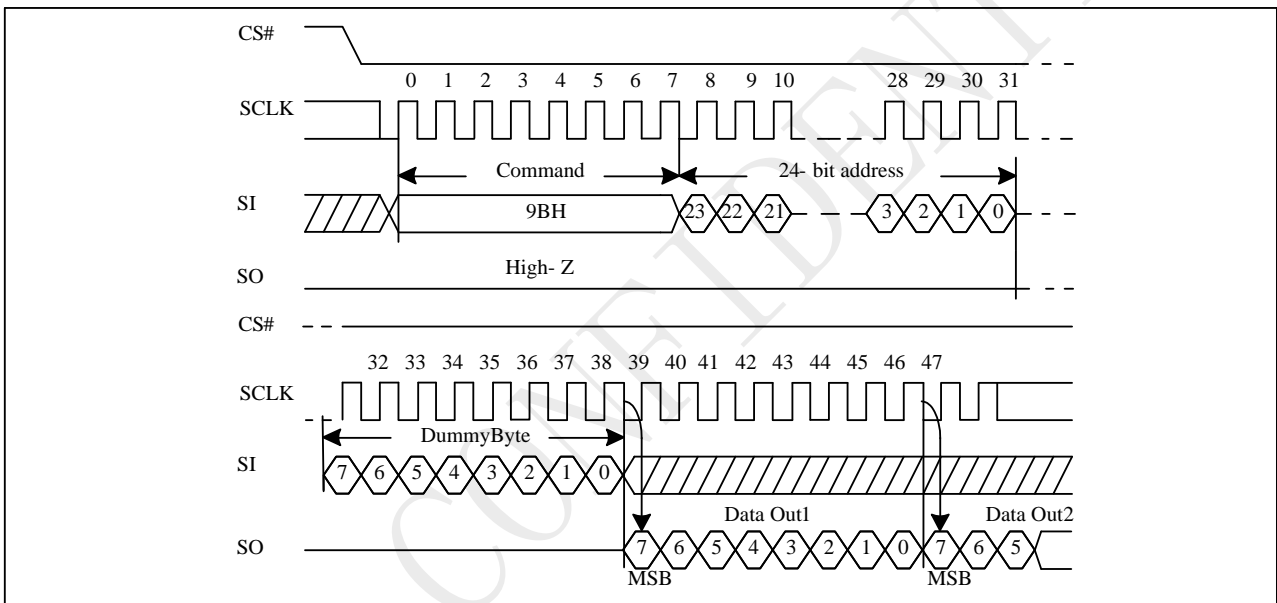 CS#
0 1 2 3 4 5 6 7 8 9 10 28 29 30 31
SCLK
Command 24- bit address
SI 9BH 23 22 21 3 2 1 0
High- Z
SO
CS#
32 33 34 35 36 37 38 39 40 41 42 43 44 45 46 47
SCLK
DummyByte
SI 7 6 5 4 3 2 1 0
Data Out1 Data Out2
SO 7 6 5 4 3 2 1 0 7 6 5
MSB MSB
CONFIDENT